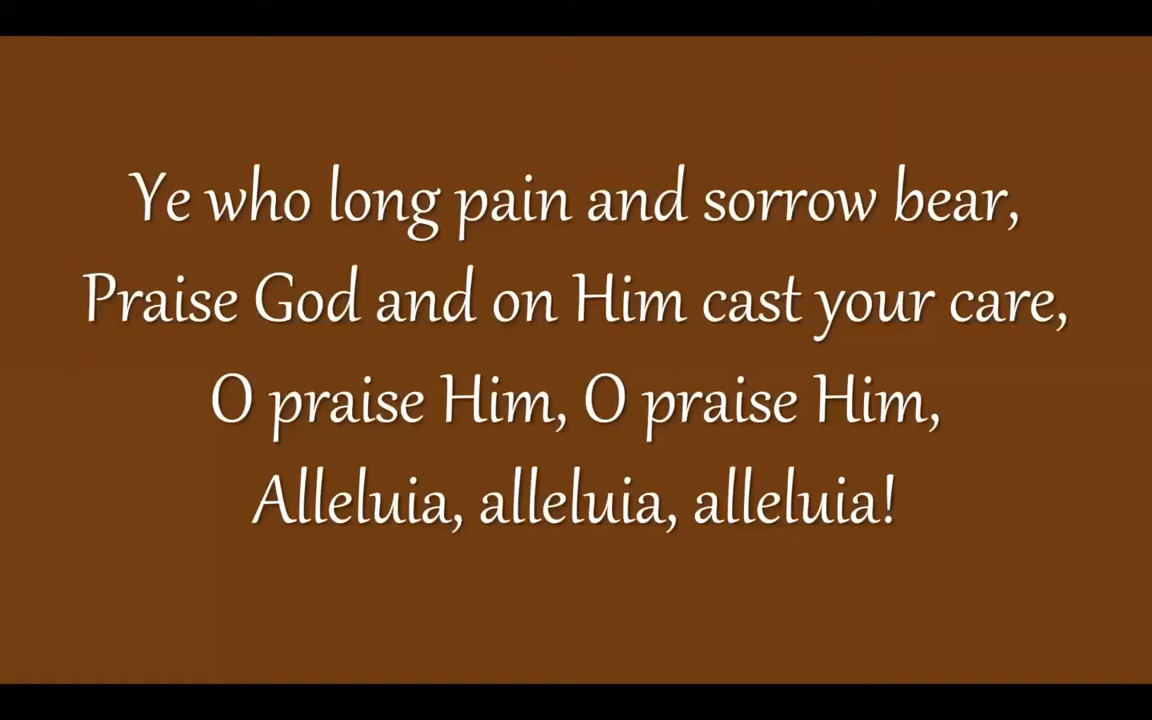 Ye who long pain and sorrow bear,
Praise God and on Him cast your care,
O praise Him, O praise Him,
Alleluia, alleluia, alleluia!